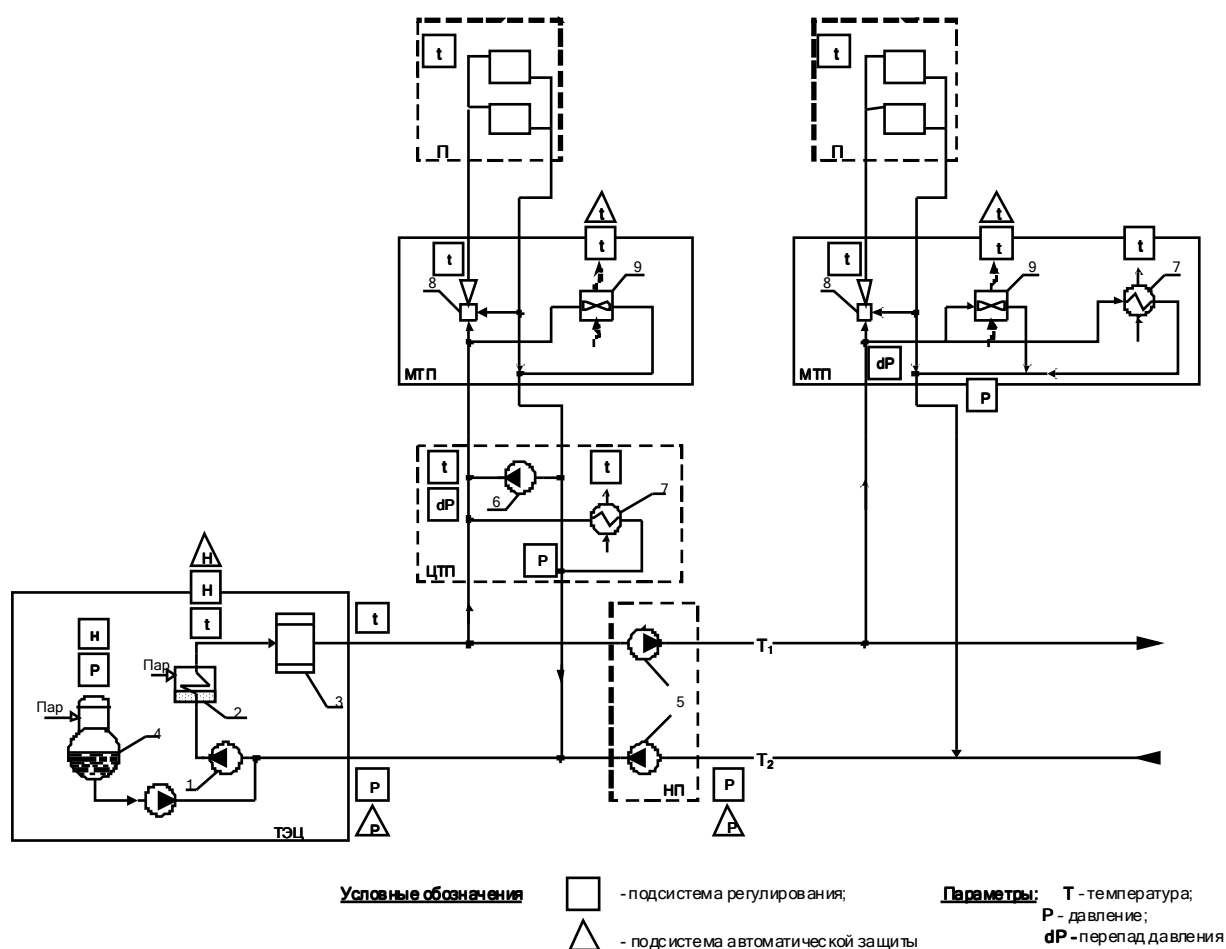 t
t
П
П
t
t
t
t
t
t
t
8
9
8
9
7
dP
МТП
МТП
P
t
t
dP
6
7
P
ЦТП
H
H
t
t
н
P
Пар
Пар
2
3
4
1
ТЭЦ
5
T₁
T₂
P
P
НП
P
P
Условные обозначения
- подсистема регулирования;
- подсистема автоматической защиты
Параметры:
T - температура;
P - давление;
dP - перепад давления